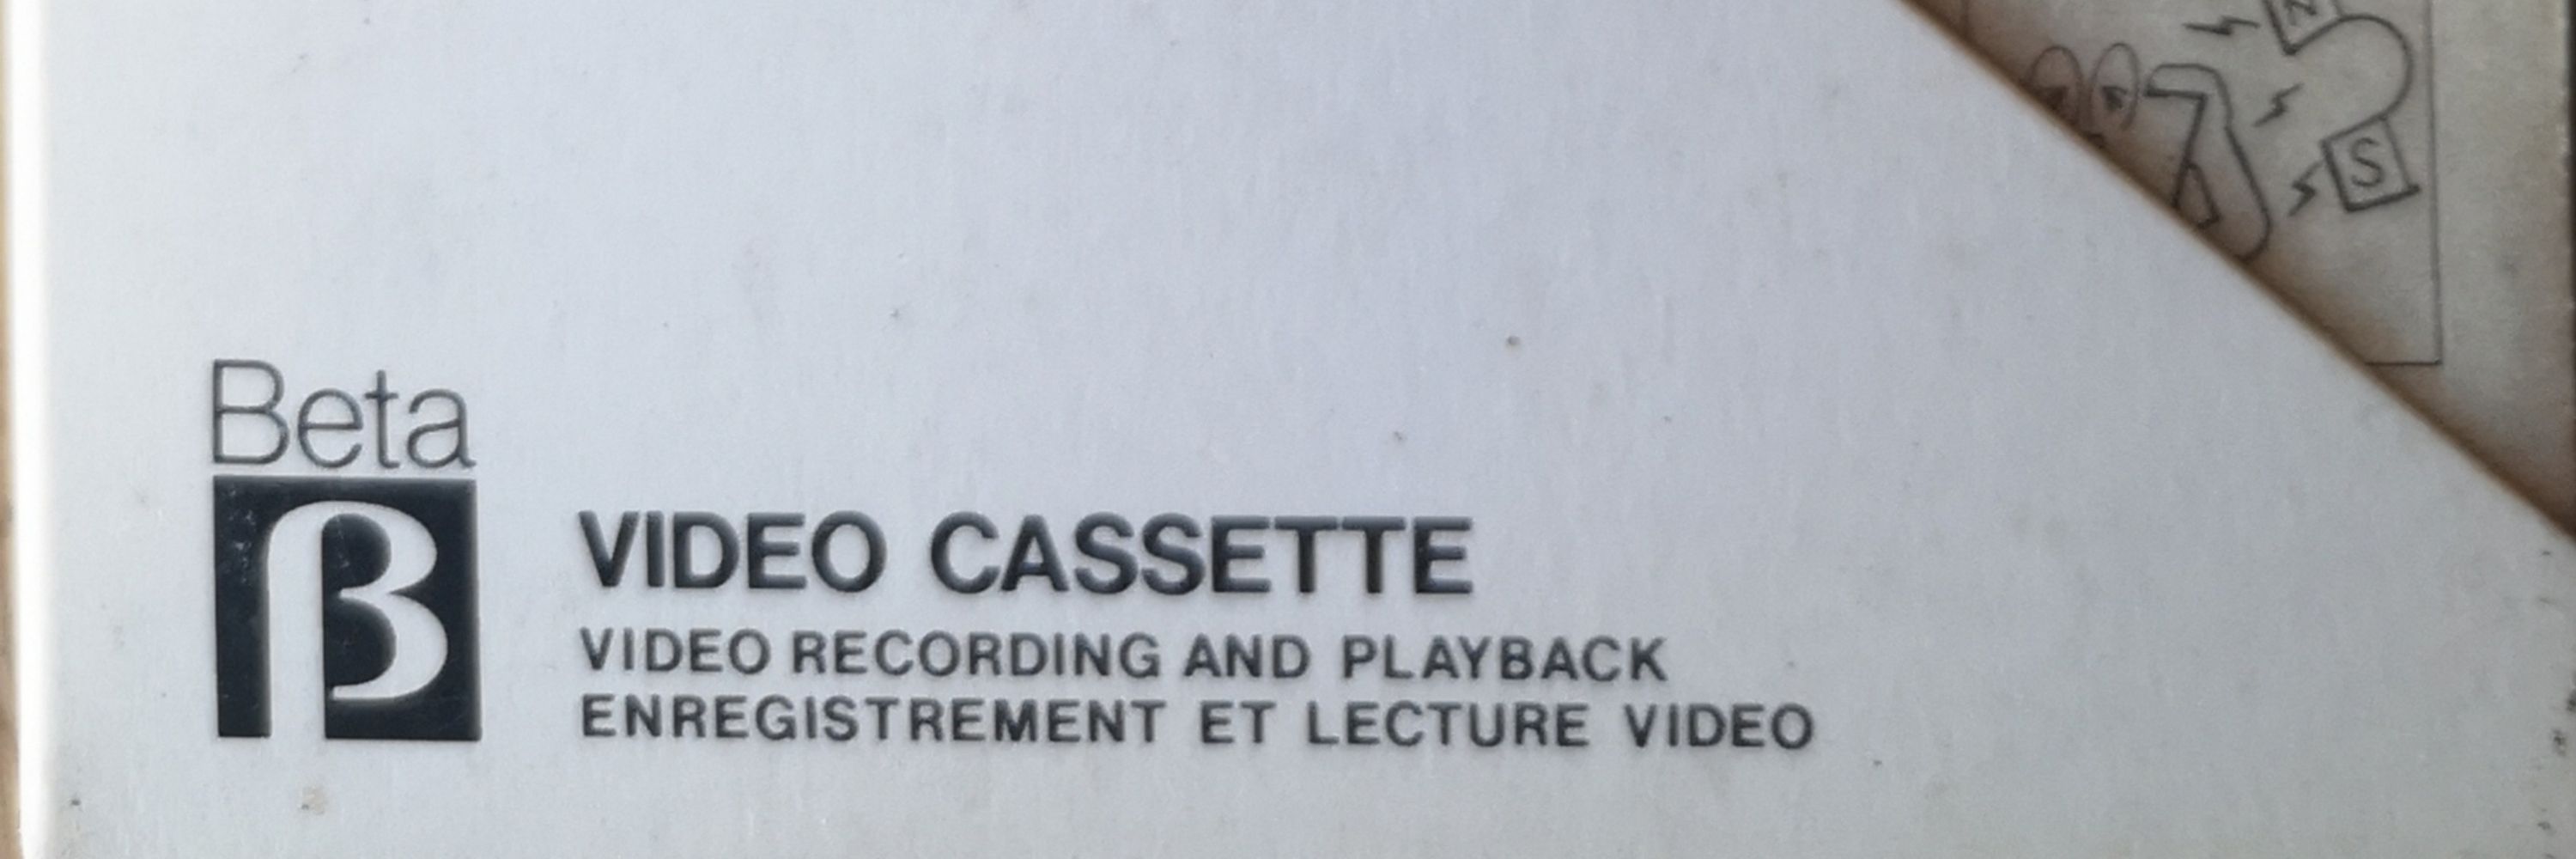 N
S
Beta
β
VIDEO CASSETTE
VIDEO RECORDING AND PLAYBACK
ENREGISTREMENT ET LECTURE VIDEO